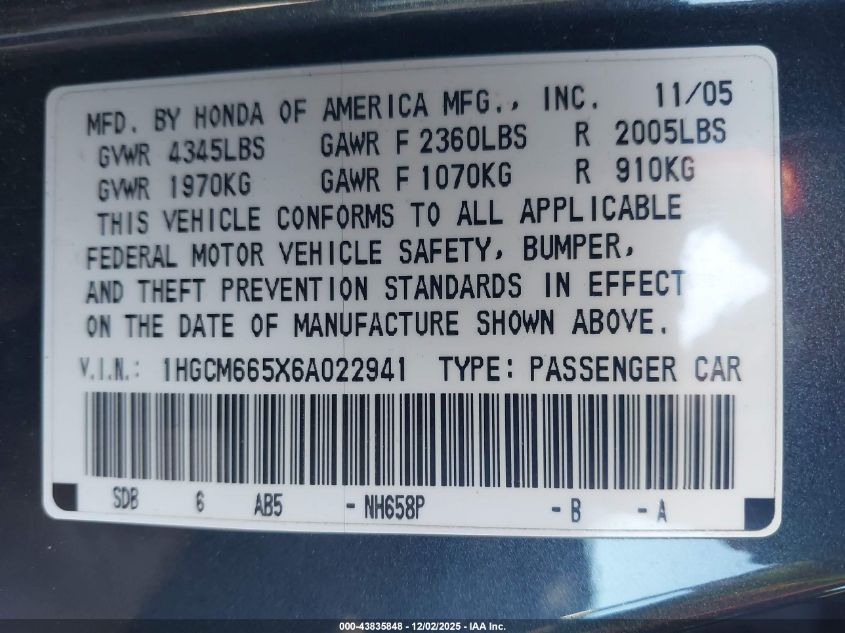 MFD. BY HONDA OF AMERICA MFG., INC. 11/05
GVWR 4345LBS GAWR F 2360LBS R 2005LBS
GVWR 1970KG GAWR F 1070KG R 910KG
THIS VEHICLE CONFORMS TO ALL APPLICABLE
FEDERAL MOTOR VEHICLE SAFETY, BUMPER,
AND THEFT PREVENTION STANDARDS IN EFFECT
ON THE DATE OF MANUFACTURE SHOWN ABOVE.
V.I.N.: 1HGCM665X6A022941 TYPE: PASSENGER CAR
SDB 6 AB5 - NH658P - B - A
000-43835848 - 12/02/2025 - IAA Inc.